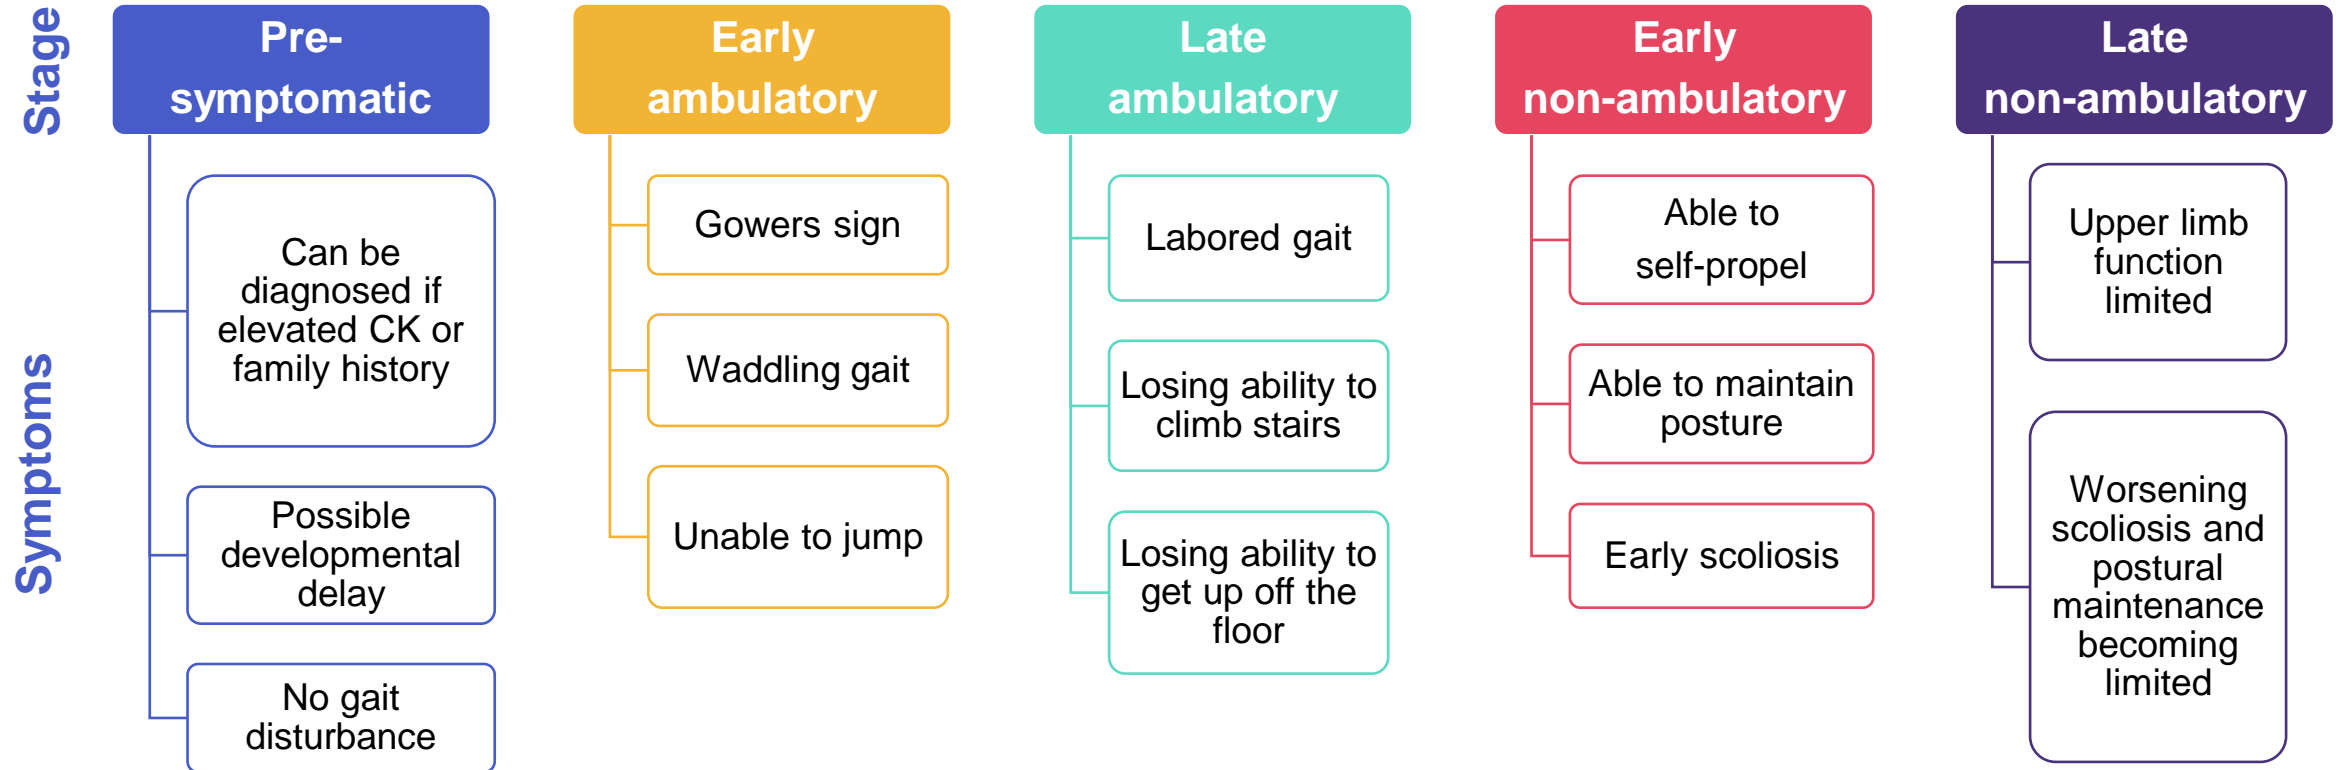 Stage
Pre-
symptomatic
Early
ambulatory
Late
ambulatory
Early
non-ambulatory
Late
non-ambulatory
Symptoms
Can be
diagnosed if
elevated CK or
family history
Possible
developmental
delay
No gait
disturbance
Gowers sign
Waddling gait
Unable to jump
Labored gait
Losing ability to
climb stairs
Losing ability to
get up off the
floor
Able to
self-propel
Able to maintain
posture
Early scoliosis
Upper limb
function
limited
Worsening
scoliosis and
postural
maintenance
becoming
limited